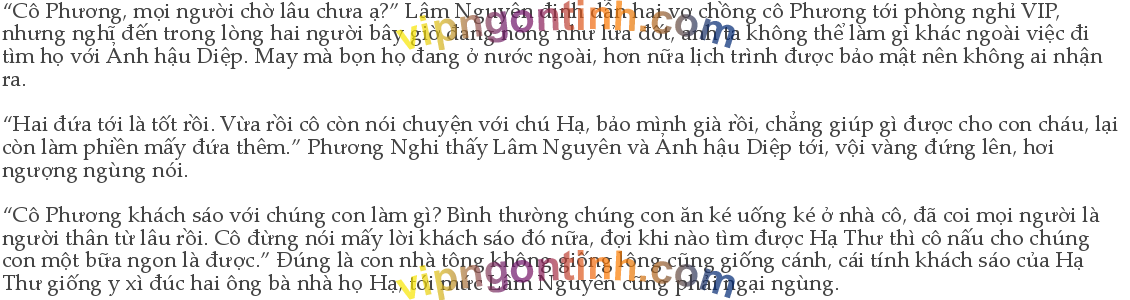 “Cô Phương, mọi người chờ lâu chưa ạ?” Lâm Nguyên định dẫn hai vợ chồng cô Phương tới phòng nghỉ VIP,
nhưng nghĩ đến trong lòng hai người bây giờ đang nóng như lửa đốt, anh ta không thể làm gì khác ngoài việc đi
tìm họ với Ảnh hậu Diệp. May mà bọn họ đang ở nước ngoài, hơn nữa lịch trình được bảo mật nên không ai nhận
ra.
“Hai đứa tới là tốt rồi. Vừa rồi cô còn nói chuyện với chú Hạ, bảo mình già rồi, chẳng giúp gì được cho con cháu, lại
còn làm phiền mấy đứa thêm.” Phương Nghi thấy Lâm Nguyên và Ảnh hậu Diệp tới, vội vàng đứng lên, hơi
ngượng ngùng nói.
“Cô Phương khách sáo với chúng con làm gì? Bình thường chúng con ăn ké uống ké ở nhà cô, đã coi mọi người là
người thân từ lâu rồi. Cô đừng nói mấy lời khách sáo đó nữa, đợi khi nào tìm được Hạ Thư thì cô nấu cho chúng
con một bữa ngon là được.” Đúng là con nhà tông không giống lông cũng giống cánh, cái tính khách sáo của Hạ
Thư giống y xì đúc hai ông bà nhà họ Hạ, tới mức Lâm Nguyên cũng phải ngại ngùng.
vipngontinh.com
vipngontinh.com